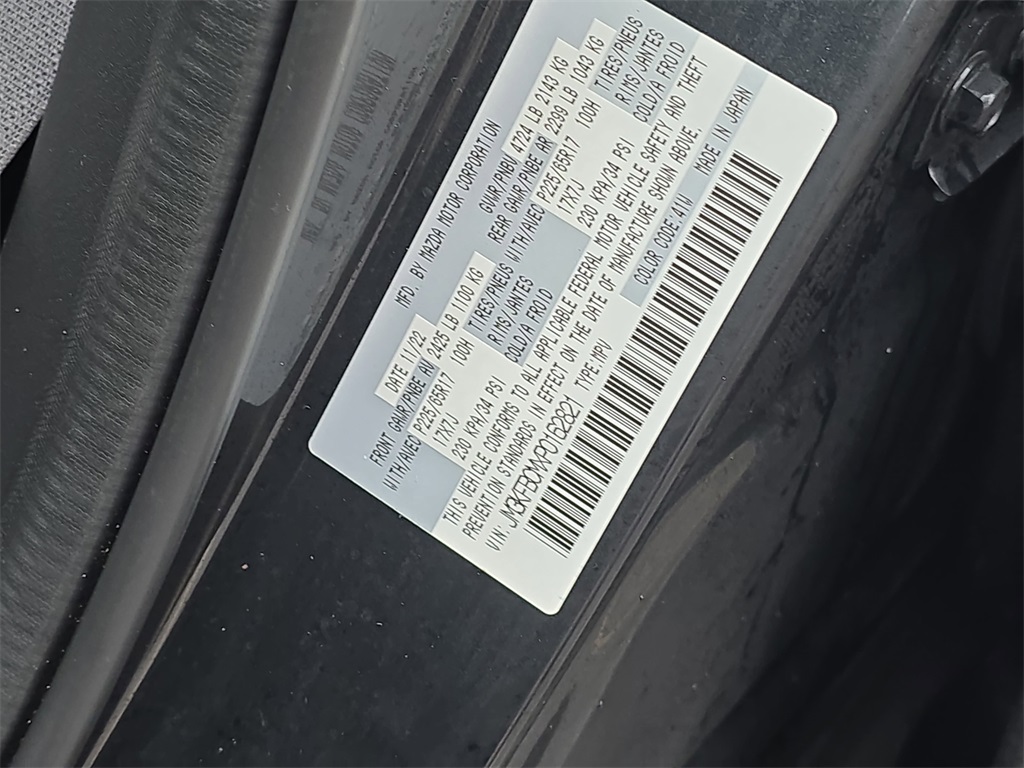 MFD. BY MAZDA MOTOR CORPORATION
DATE 11/22 GVWR/PNBV 4724 LB 2143 KG
FRONT GAWR/PNBE AV 2425 LB 1100 KG REAR GAWR/PNBE AR 2299 LB 1043 KG
WITH/AVEC P225/65R17 100H TIRES/PNEUS WITH/AVEC P225/65R17 100H TIRES/PNEUS
17X7J RIMS/JANTES 17X7J RIMS/JANTES
230 KPA/34 PSI COLD/A FROID 230 KPA/34 PSI COLD/A FROID
THIS VEHICLE CONFORMS TO ALL APPLICABLE FEDERAL MOTOR VEHICLE SAFETY AND THEFT
PREVENTION STANDARDS IN EFFECT ON THE DATE OF MANUFACTURE SHOWN ABOVE.
VIN: TYPE:MPV COLOR CODE:41W MADE IN JAPAN